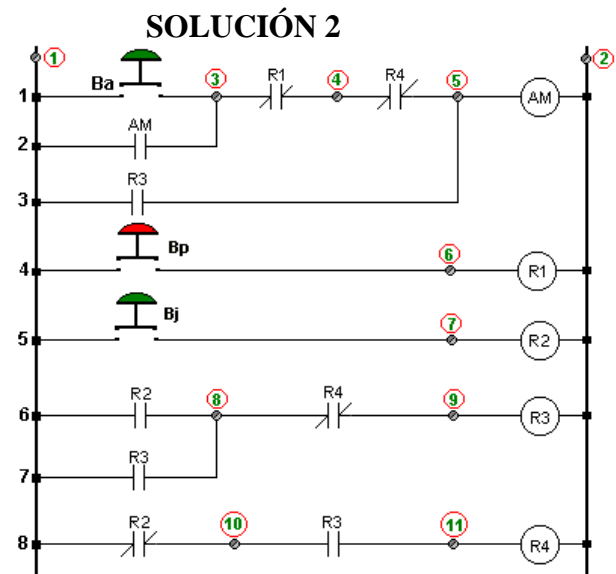 SOLUCIÓN 2
1 2
Ba 3 R1 4 R4 5
1 AM
AM
2
R3
3
Bp 6
4 R1
Bj 7
5 R2
R2 8 R4 9
6 R3
R3
7
R2 10 R3 11
8 R4